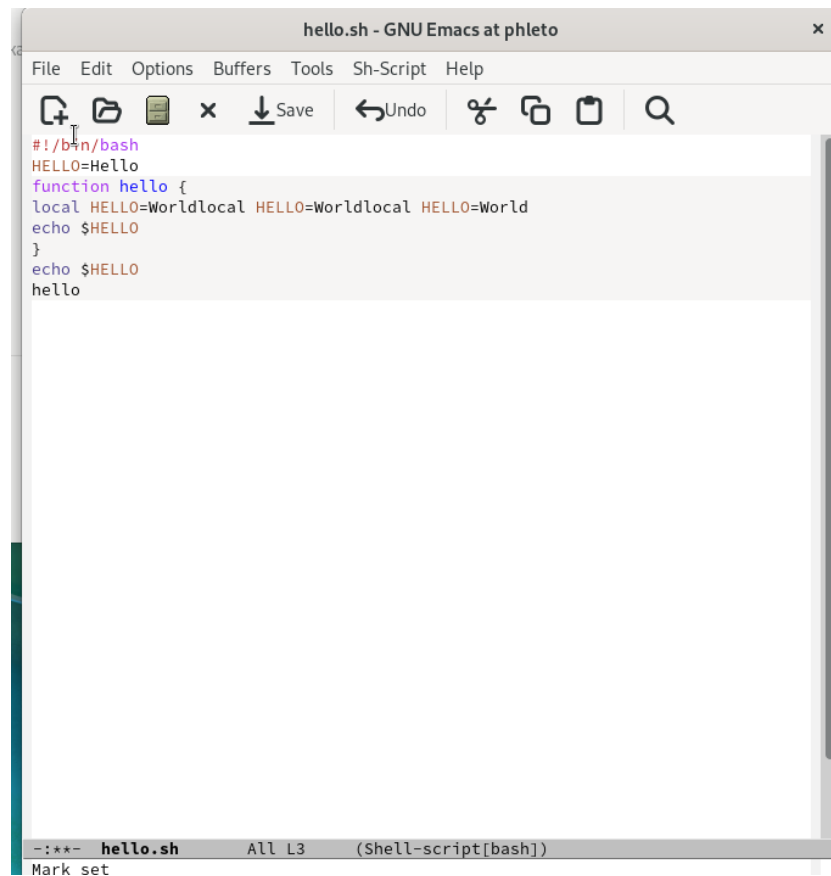 hello.sh - GNU Emacs at phleto
File Edit Options Buffers Tools Sh-Script Help
Save Undo
#!/bin/bash
HELLO=Hello
function hello {
local HELLO=Worldlocal HELLO=Worldlocal HELLO=World
echo $HELLO
}
echo $HELLO
hello
-:**- hello.sh All L3 (Shell-script[bash])
Mark set